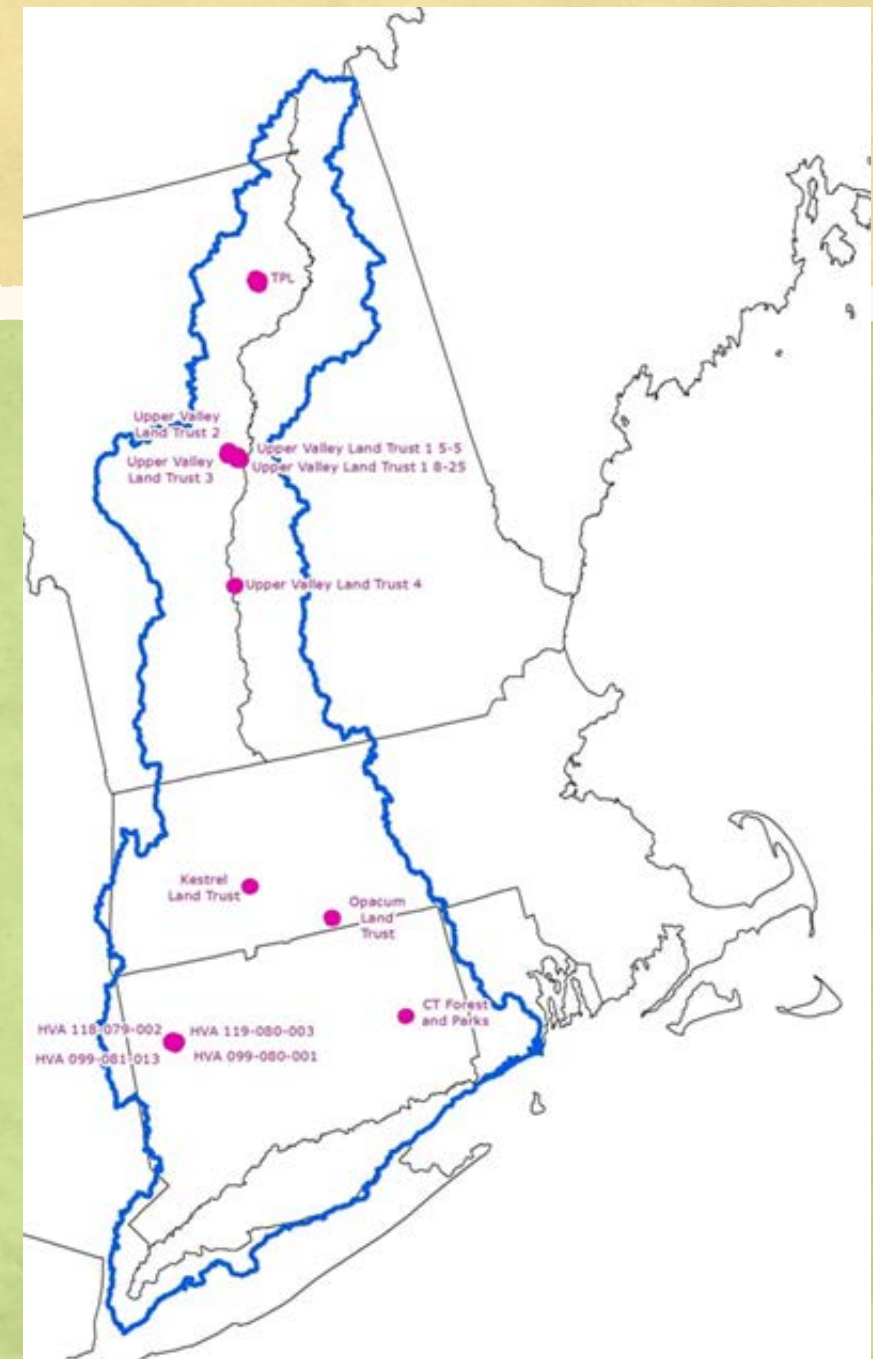 TPL
Upper Valley
Land Trust 2
Upper Valley
Land Trust 3
Upper Valley Land Trust 1 5-5
Upper Valley Land Trust 1 8-25
Upper Valley Land Trust 4
Kestrel
Land Trust
Opacum
Land
Trust
CT Forest
and Parks
HVA 118-079-002
HVA 119-080-003
HVA 099-081-013
HVA 099-080-001